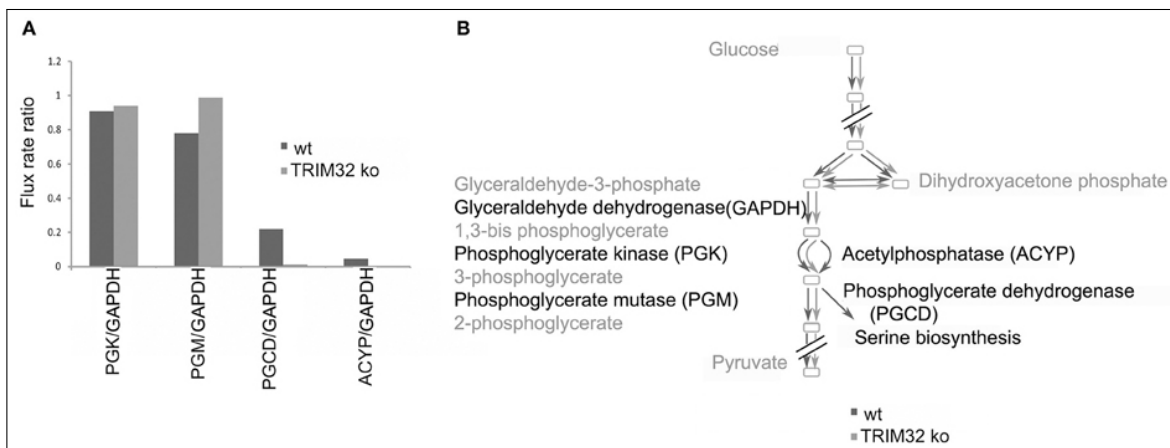 A
1.2
1
0.8
0.6
0.4
0.2
0
Flux rate ratio
wt
TRIM32 ko
PGK/GAPDH
PGM/GAPDH
PGCD/GAPDH
ACYP/GAPDH
B
Glucose
Dihydroxyacetone phosphate
Glyceraldehyde-3-phosphate
Glyceraldehyde dehydrogenase(GAPDH)
1,3-bis phosphoglycerate
Phosphoglycerate kinase (PGK)
3-phosphoglycerate
Phosphoglycerate mutase (PGM)
2-phosphoglycerate
Acetylphosphatase (ACYP)
Phosphoglycerate dehydrogenase
(PGCD)
Serine biosynthesis
Pyruvate
wt
TRIM32 ko